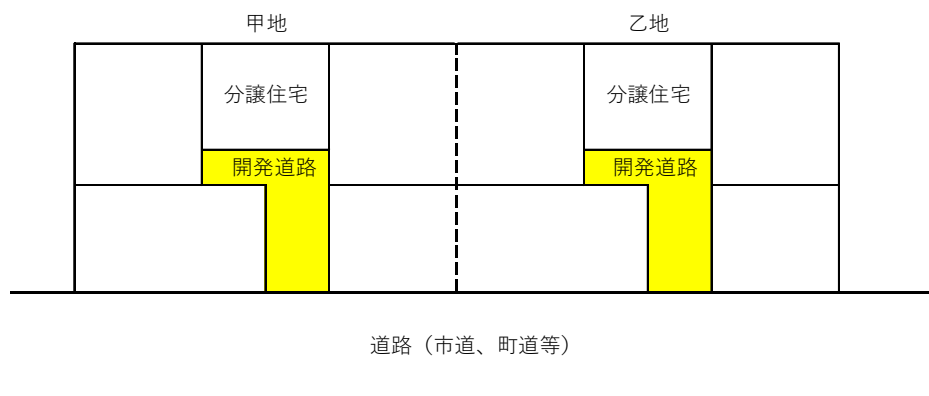 甲地
乙地
分譲住宅
分譲住宅
開発道路
開発道路
道路（市道、町道等）